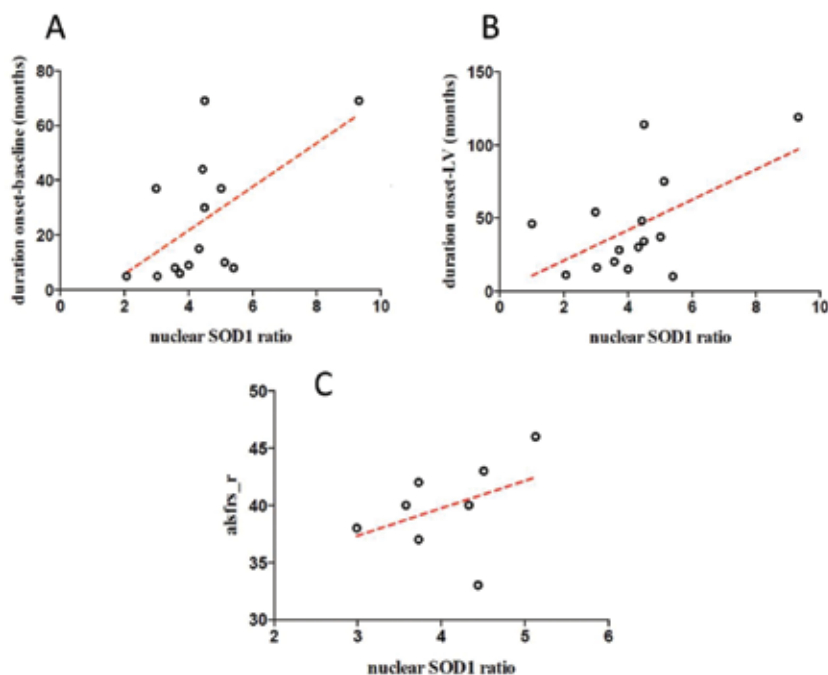 A
duration onset-baseline (months)
80
60
40
20
0
0 2 4 6 8 10
nuclear SOD1 ratio
B
duration onset-LV (months)
150
100
50
0
0 2 4 6 8 10
nuclear SOD1 ratio
C
alsfrs_r
50
45
40
35
30
2 3 4 5 6
nuclear SOD1 ratio